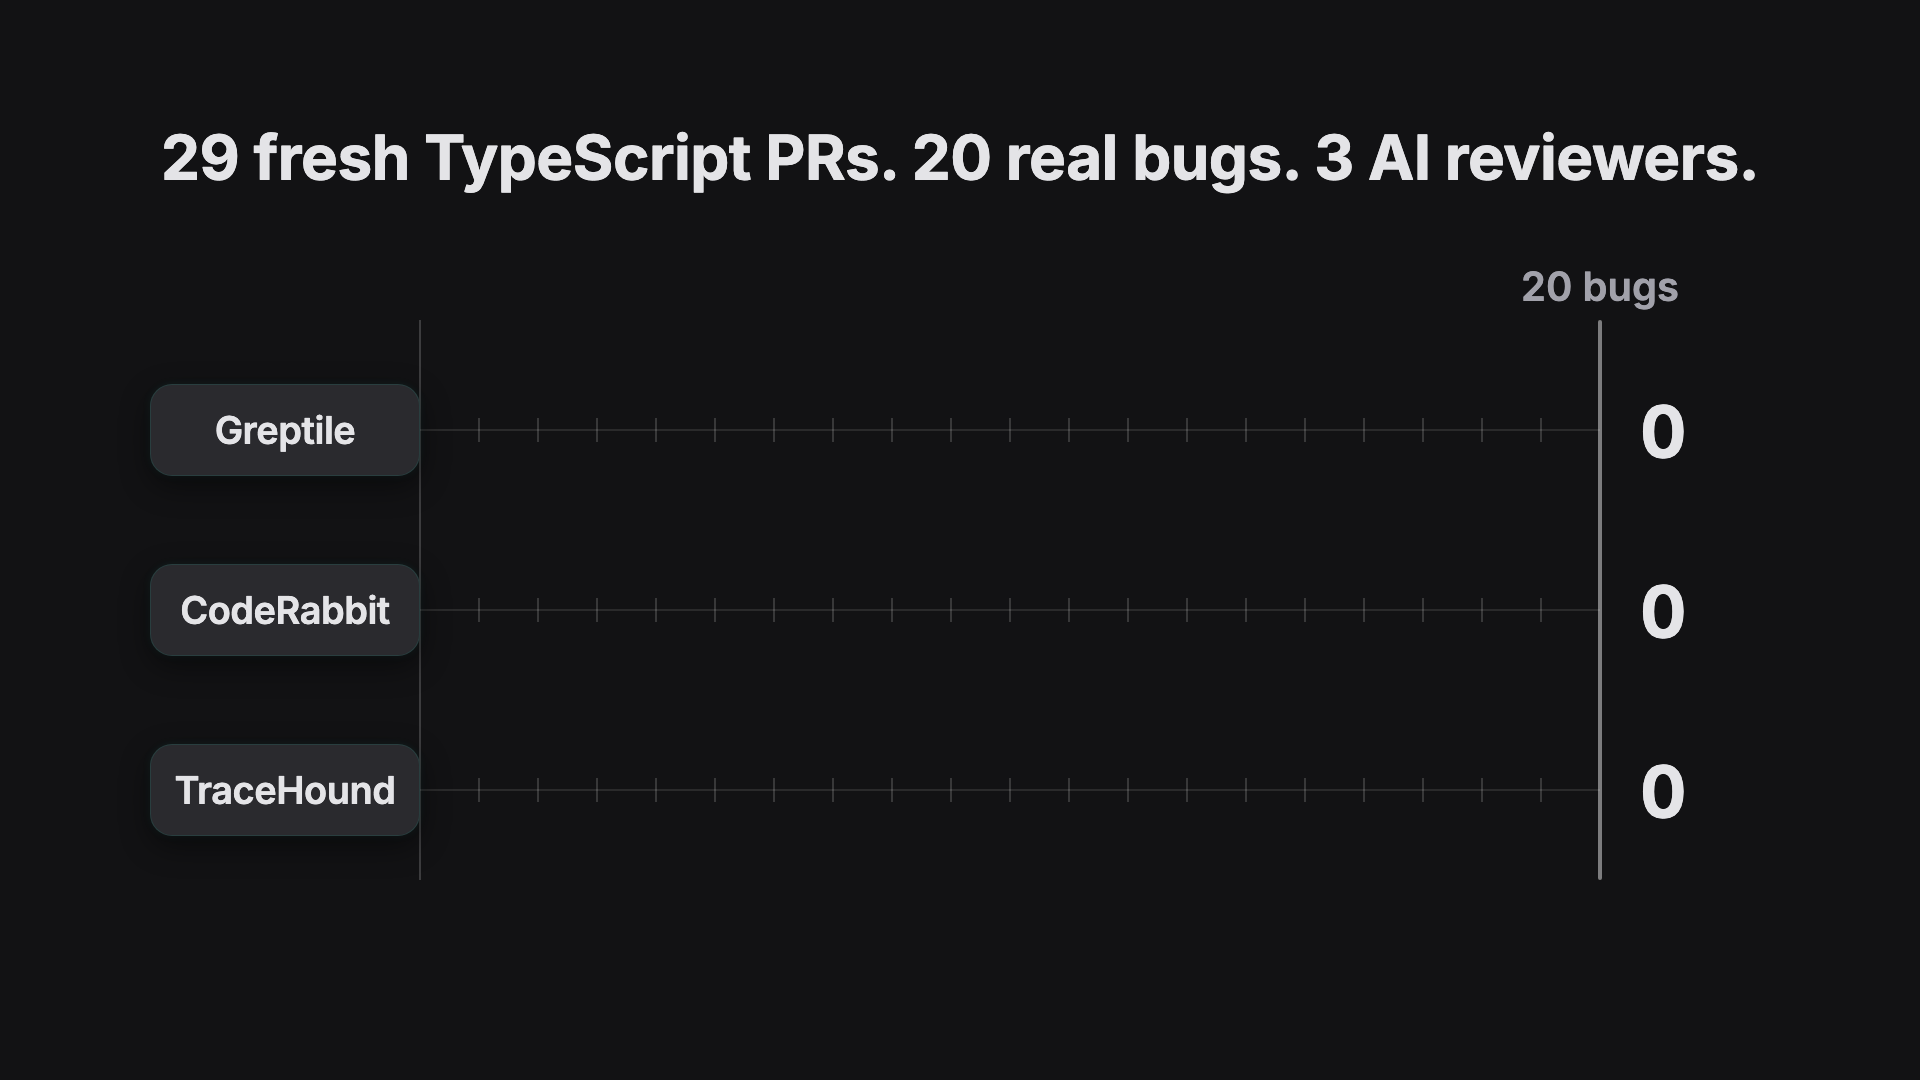 29 fresh TypeScript PRs. 20 real bugs. 3 AI reviewers.
20 bugs
Greptile 0
CodeRabbit 0
TraceHound 0